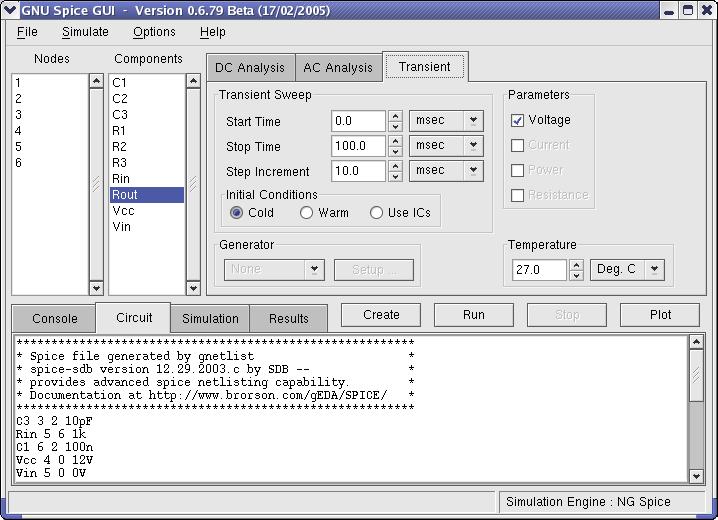 GNU Spice GUI - Version 0.6.79 Beta (17/02/2005)
File Simulate Options Help
Nodes
1
2
3
4
5
6
Components
C1
C2
C3
R1
R2
R3
Rin
Rout
Vcc
Vin
DC Analysis AC Analysis Transient
Transient Sweep
Start Time 0.0 msec
Stop Time 100.0 msec
Step Increment 10.0 msec
Initial Conditions
Cold Warm Use ICs
Parameters
Voltage
Current
Power
Resistance
Generator
None Setup ...
Temperature
27.0 Deg. C
Console Circuit Simulation Results Create Run Stop Plot
*********************************************************
* Spice file generated by gnetlist *
* spice-sdb version 12.29.2003.c by SDB -- *
* provides advanced spice netlisting capability. *
* Documentation at http://www.brorson.com/gEDA/SPICE/ *
*********************************************************
C3 3 2 10pF
Rin 5 6 1k
C1 6 2 100n
Vcc 4 0 12V
Vin 5 0 0V
Simulation Engine : NG Spice